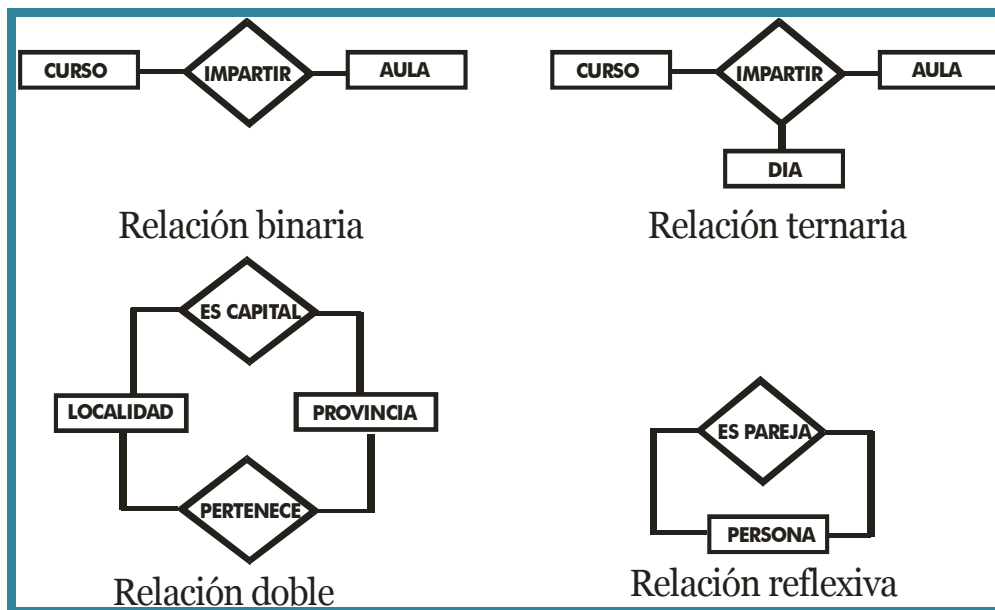 CURSO IMPARTIR AULA
DIA
Relación binaria
CURSO IMPARTIR AULA
Relación ternaria
ES CAPITAL
LOCALIDAD PROVINCIA
PERTENECE
Relación doble
ES PAREJA
PERSONA
Relación reflexiva